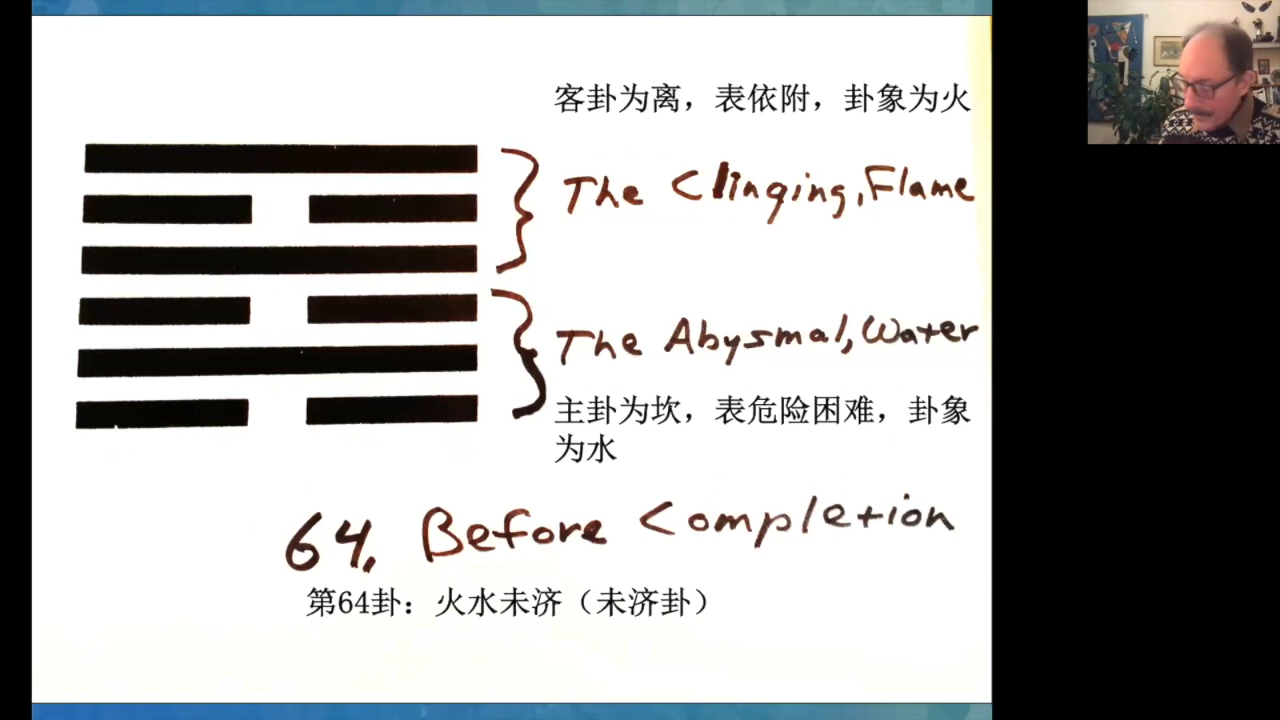 客卦为离，表依附，卦象为火
The Clinging, Flame
The Abysmal, Water
主卦为坎，表危险困难，卦象
为水
64. Before Completion
第64卦：火水未济（未济卦）